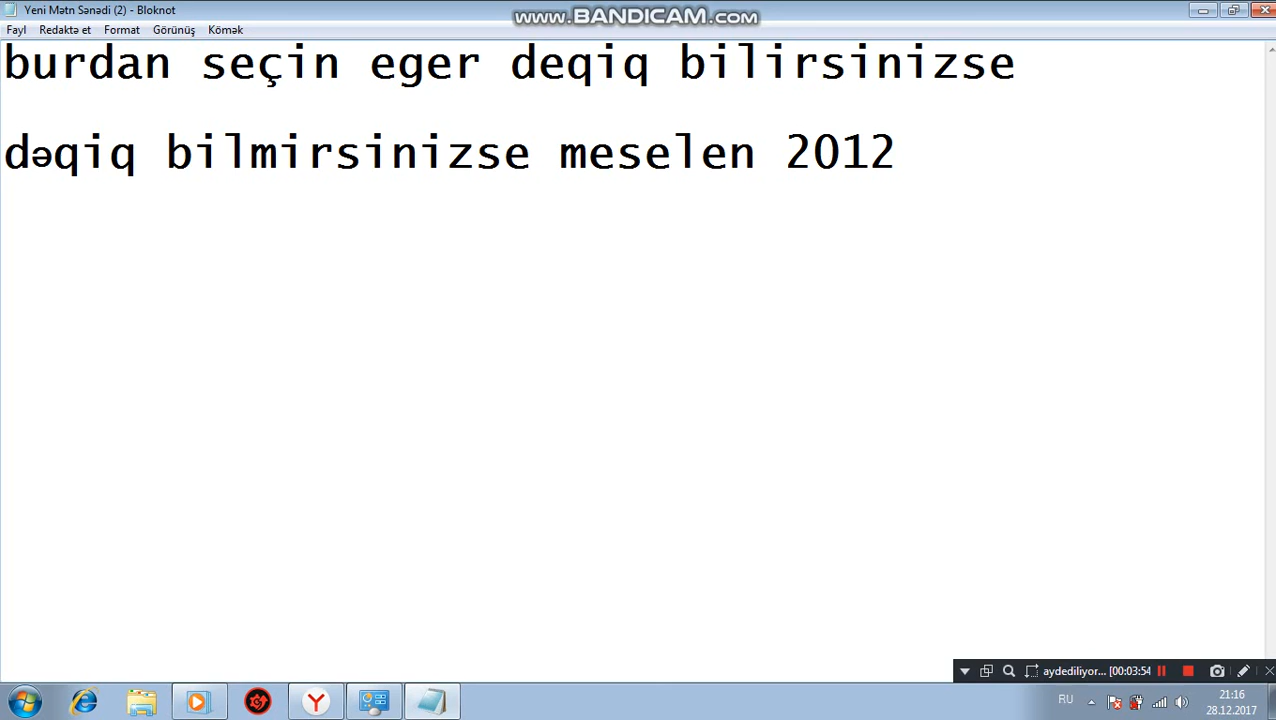 Yeni Mətn Sənədi (2) - Bloknot
www.BANDICAM.com
Fayl Redaktə et Format Görünüş Kömək
burdan seçin eger deqiq bilirsinizse
dəqiq bilmirsinizse meselen 2012
aydediliyor... [00:03:54
RU
21:16
28.12.2017